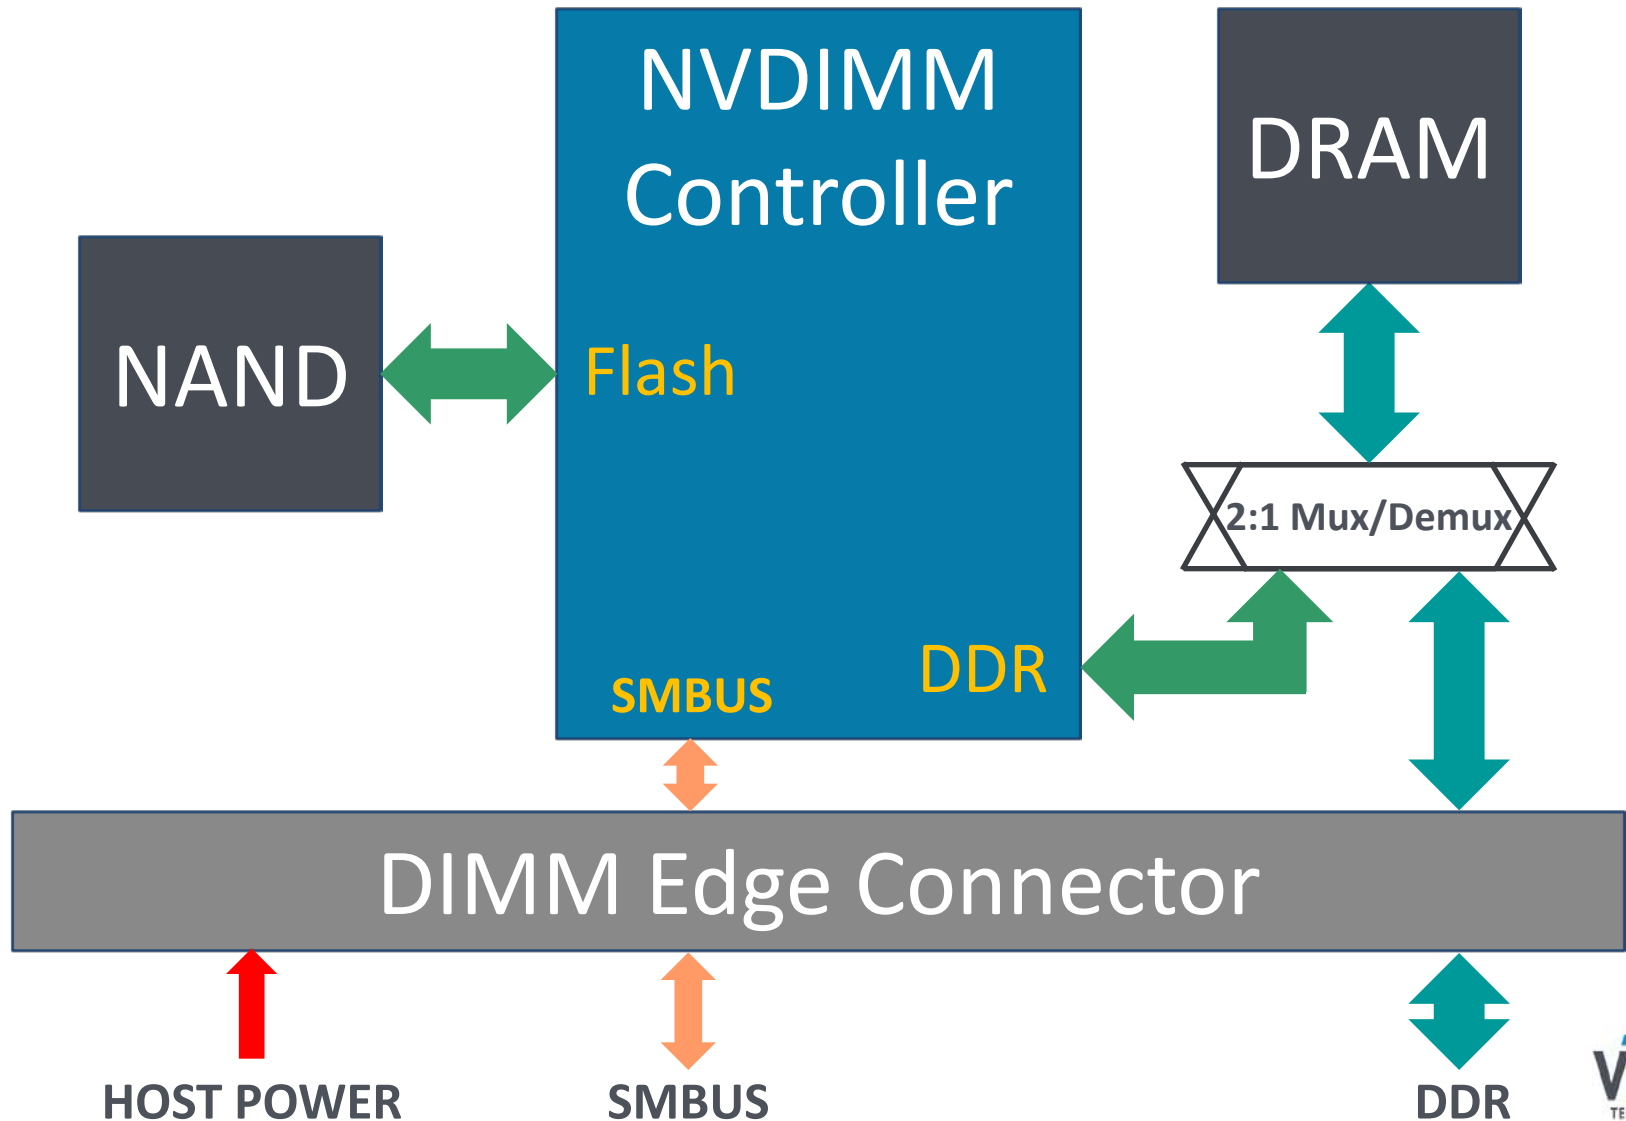 NVDIMM
Controller
DRAM
NAND
Flash
2:1 Mux/Demux
DDR
SMBUS
DIMM Edge Connector
HOST POWER
SMBUS
DDR